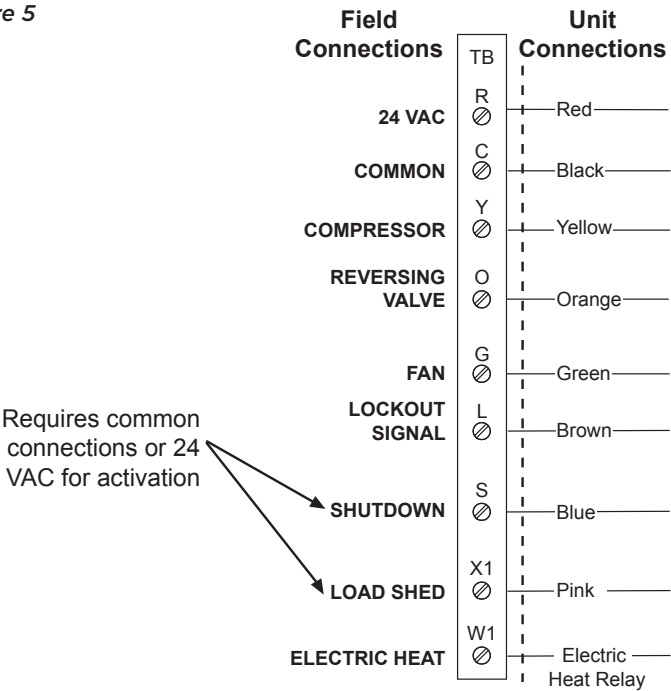 re 5
Field
Connections
TB
Unit
Connections
24 VAC
R
Red
COMMON
C
Black
COMPRESSOR
Y
Yellow
REVERSING
VALVE
O
Orange
FAN
G
Green
LOCKOUT
SIGNAL
L
Brown
Requires common
connections or 24
VAC for activation
SHUTDOWN
S
Blue
LOAD SHED
X1
Pink
ELECTRIC HEAT
W1
Electric
Heat Relay